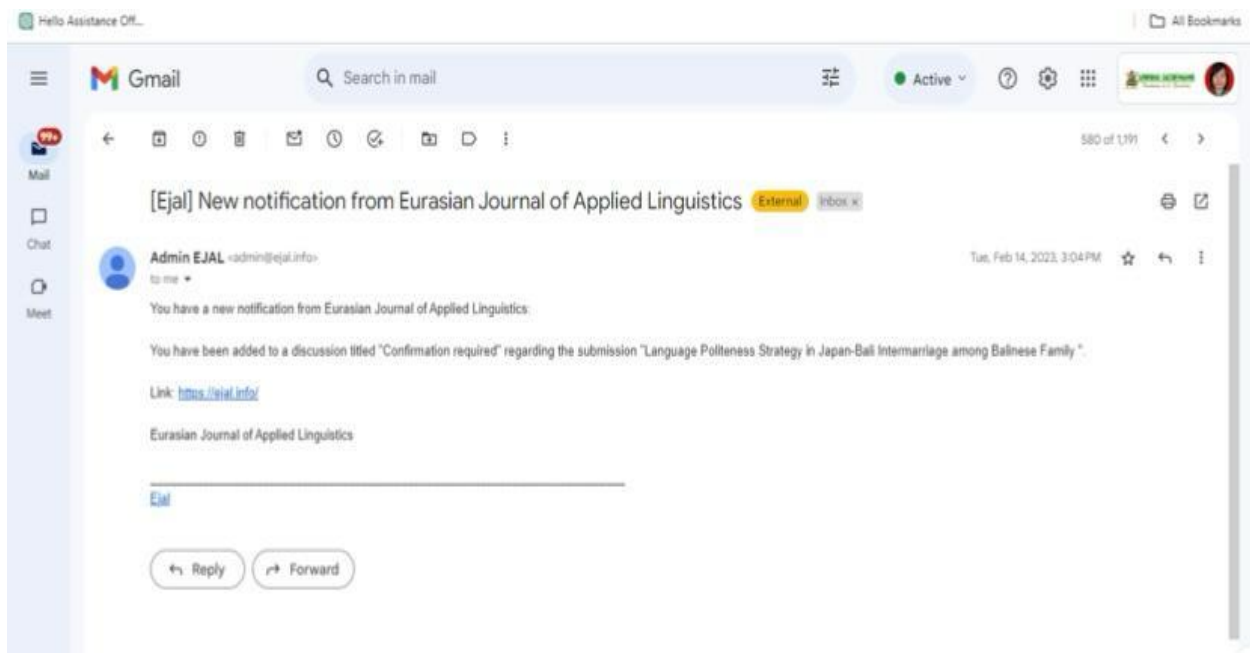 Hello Assistance Off...
All Bookmarks
Gmail
Search in mail
Active
99+
Mail
Chat
Meet
580 of 1,191
[Ejal] New notification from Eurasian Journal of Applied Linguistics External Inbox x
Admin EJAL <admin@ejal.info>
Tue, Feb 14, 2023, 3:04 PM
to me
You have a new notification from Eurasian Journal of Applied Linguistics:
You have been added to a discussion titled "Confirmation required" regarding the submission "Language Politeness Strategy in Japan-Bali Intermarriage among Balinese Family ".
Link: https://ejal.info/
Eurasian Journal of Applied Linguistics
Ejal
Reply
Forward